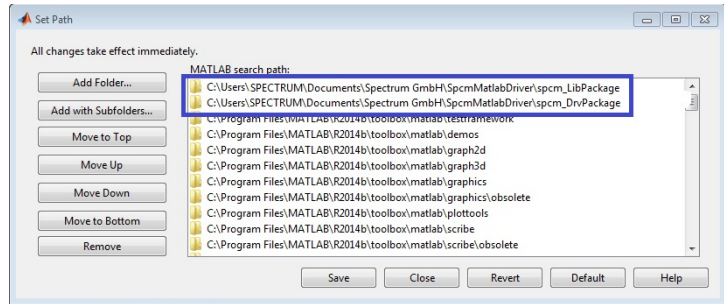 Set Path
All changes take effect immediately.
MATLAB search path:
Add Folder...
Add with Subfolders...
Move to Top
Move Up
Move Down
Move to Bottom
Remove
C:\Users\SPECTRUM\Documents\Spectrum GmbH\SpcmMatlabDriver\spcm_LibPackage
C:\Users\SPECTRUM\Documents\Spectrum GmbH\SpcmMatlabDriver\spcm_DrvPackage
C:\Program Files\MATLAB\R2014b\toolbox\matlab\testframework
C:\Program Files\MATLAB\R2014b\toolbox\matlab\demos
C:\Program Files\MATLAB\R2014b\toolbox\matlab\graph2d
C:\Program Files\MATLAB\R2014b\toolbox\matlab\graph3d
C:\Program Files\MATLAB\R2014b\toolbox\matlab\graphics
C:\Program Files\MATLAB\R2014b\toolbox\matlab\graphics\obsolete
C:\Program Files\MATLAB\R2014b\toolbox\matlab\plottools
C:\Program Files\MATLAB\R2014b\toolbox\matlab\scribe
C:\Program Files\MATLAB\R2014b\toolbox\matlab\scribe\obsolete
Save Close Revert Default Help